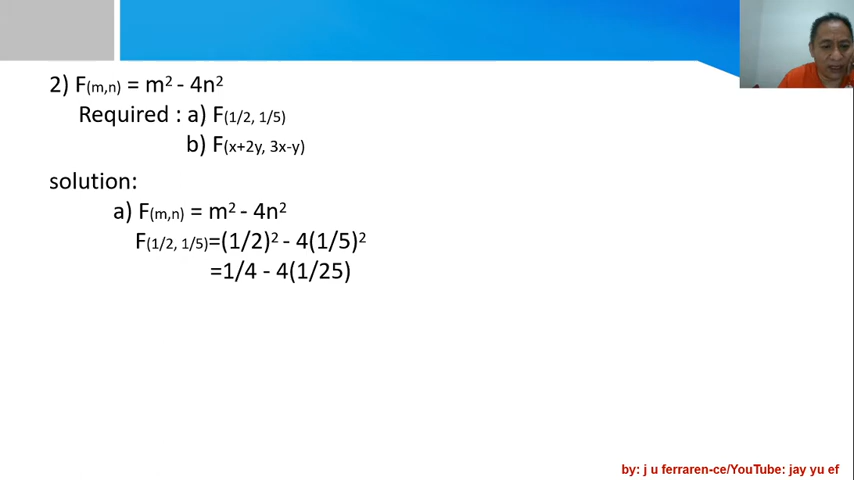 2) F(m,n) = m² - 4n²
Required : a) F(1/2, 1/5)
b) F(x+2y, 3x-y)
solution:
a) F(m,n) = m² - 4n²
F(1/2, 1/5)=(1/2)² - 4(1/5)²
=1/4 - 4(1/25)
by: j u ferraren-ce/YouTube: jay yu ef